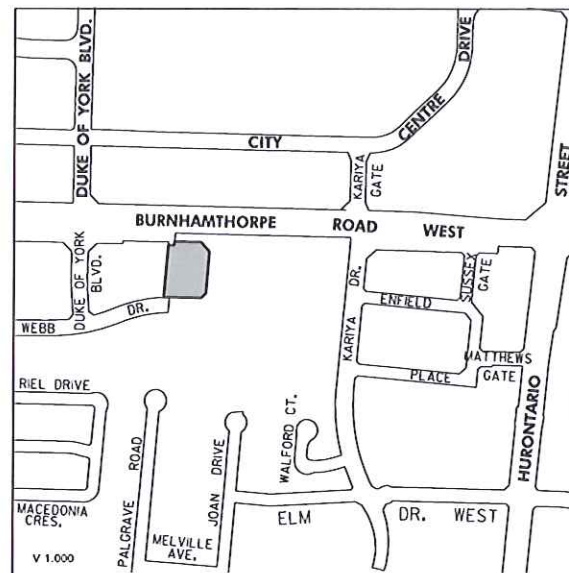 DUKE OF YORK BLVD.
CITY CENTRE DRIVE
KARIYA
GATE
STREET
BURNHAMTHORPE ROAD WEST
DUKE OF YORK
BLVD.
WEBB DR.
KARIYA DR.
SUSSEX
GATE
ENFIELD
PLACE
MATTHEWS
GATE
HURONTARIO
RIEL DRIVE
MACEDONIA
CRES.
PALGRAVE ROAD
JOAN DRIVE
WALFORD CT.
MELVILLE
AVE.
ELM DR. WEST
V 1.000